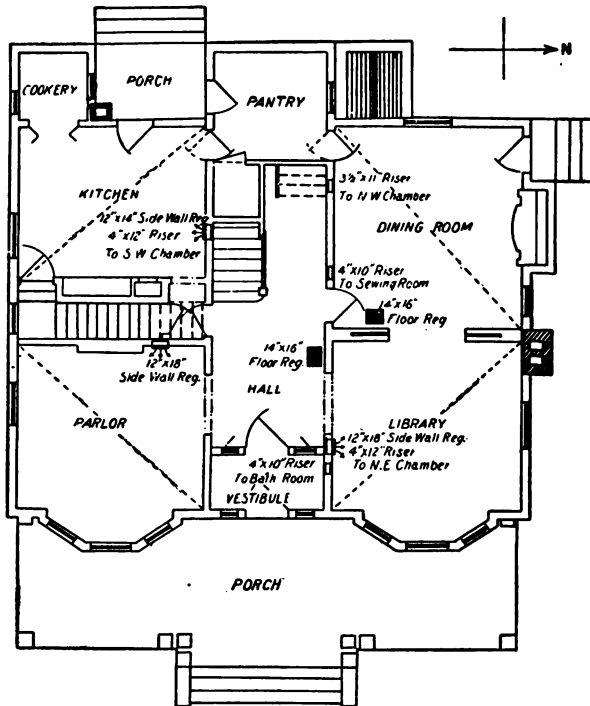 N
COOKERY
PORCH
PANTRY
3½"x11" Riser
To N W Chamber
KITCHEN
12"x14" Side Wall Reg.
4"x12" Riser
To S W Chamber
DINING ROOM
4"x10" Riser
To Sewing Room
14"x16"
Floor Reg
14"x16"
Floor Reg.
12"x18"
Side Wall Reg.
HALL
PARLOR
LIBRARY
12"x18" Side Wall Reg.
4"x12" Riser
To N.E Chamber
4"x10" Riser
To Bath Room
VESTIBULE
PORCH